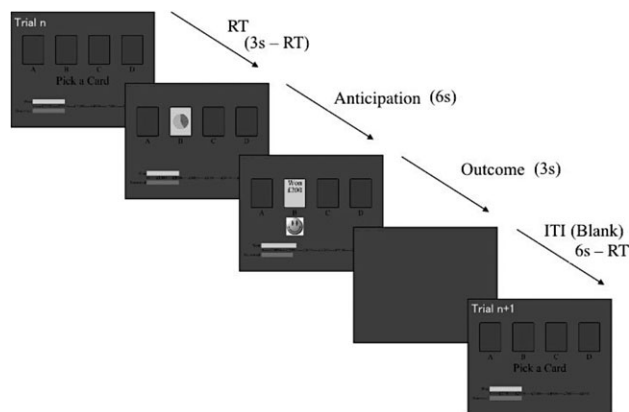 Trial n
A B C D
Pick a Card
RT
(3s – RT)
A B C D
Anticipation (6s)
Won
£200
A B C D
Outcome (3s)
ITI (Blank)
6s – RT
Trial n+1
A B C D
Pick a Card